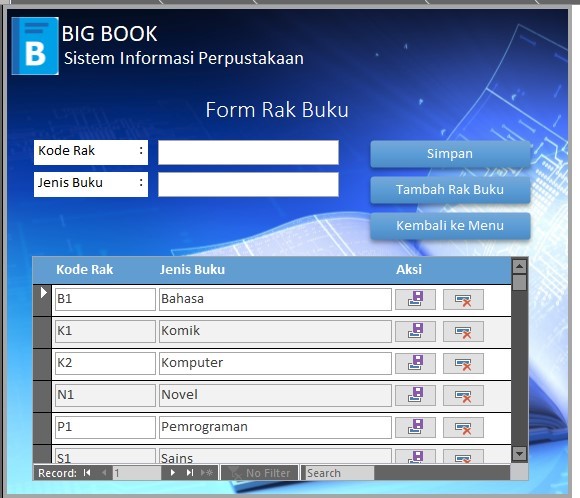 BIG BOOK
B
Sistem Informasi Perpustakaan
Form Rak Buku
Kode Rak :
Simpan
Jenis Buku :
Tambah Rak Buku
Kembali ke Menu
Kode Rak Jenis Buku Aksi
B1 Bahasa
K1 Komik
K2 Komputer
N1 Novel
P1 Pemrograman
S1 Sains
Record: 1 No Filter Search